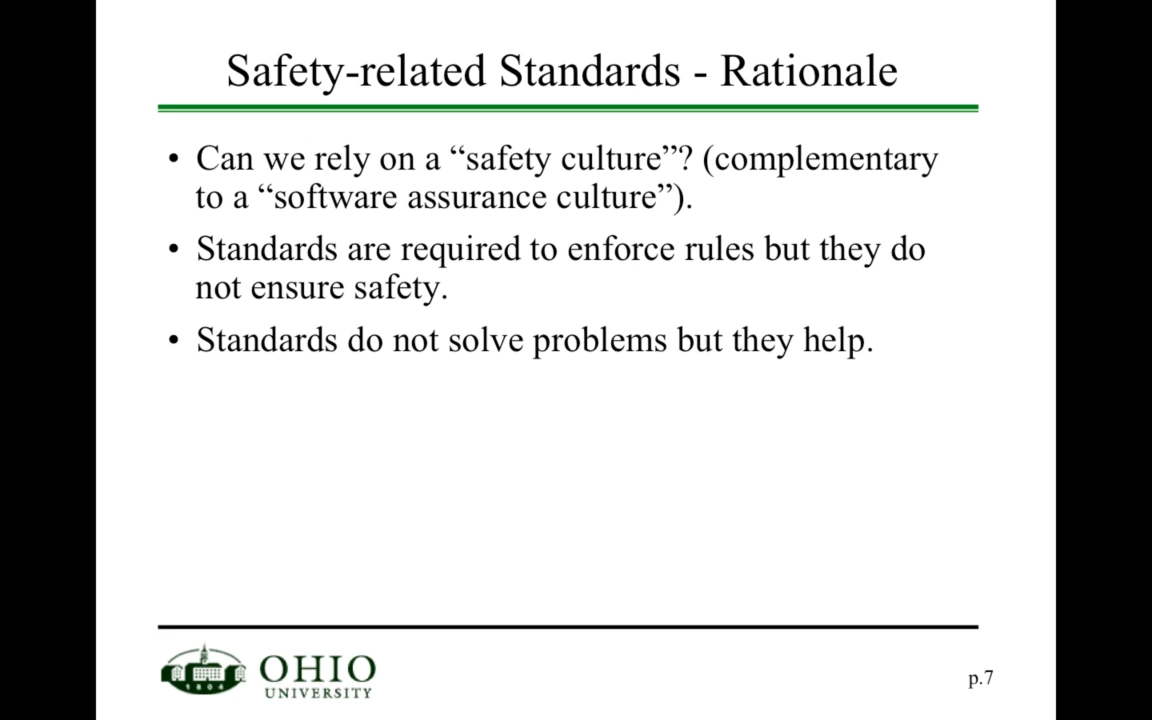 Safety-related Standards - Rationale
• Can we rely on a “safety culture”? (complementary
to a “software assurance culture”).
• Standards are required to enforce rules but they do
not ensure safety.
• Standards do not solve problems but they help.
1804
OHIO
UNIVERSITY
p.7